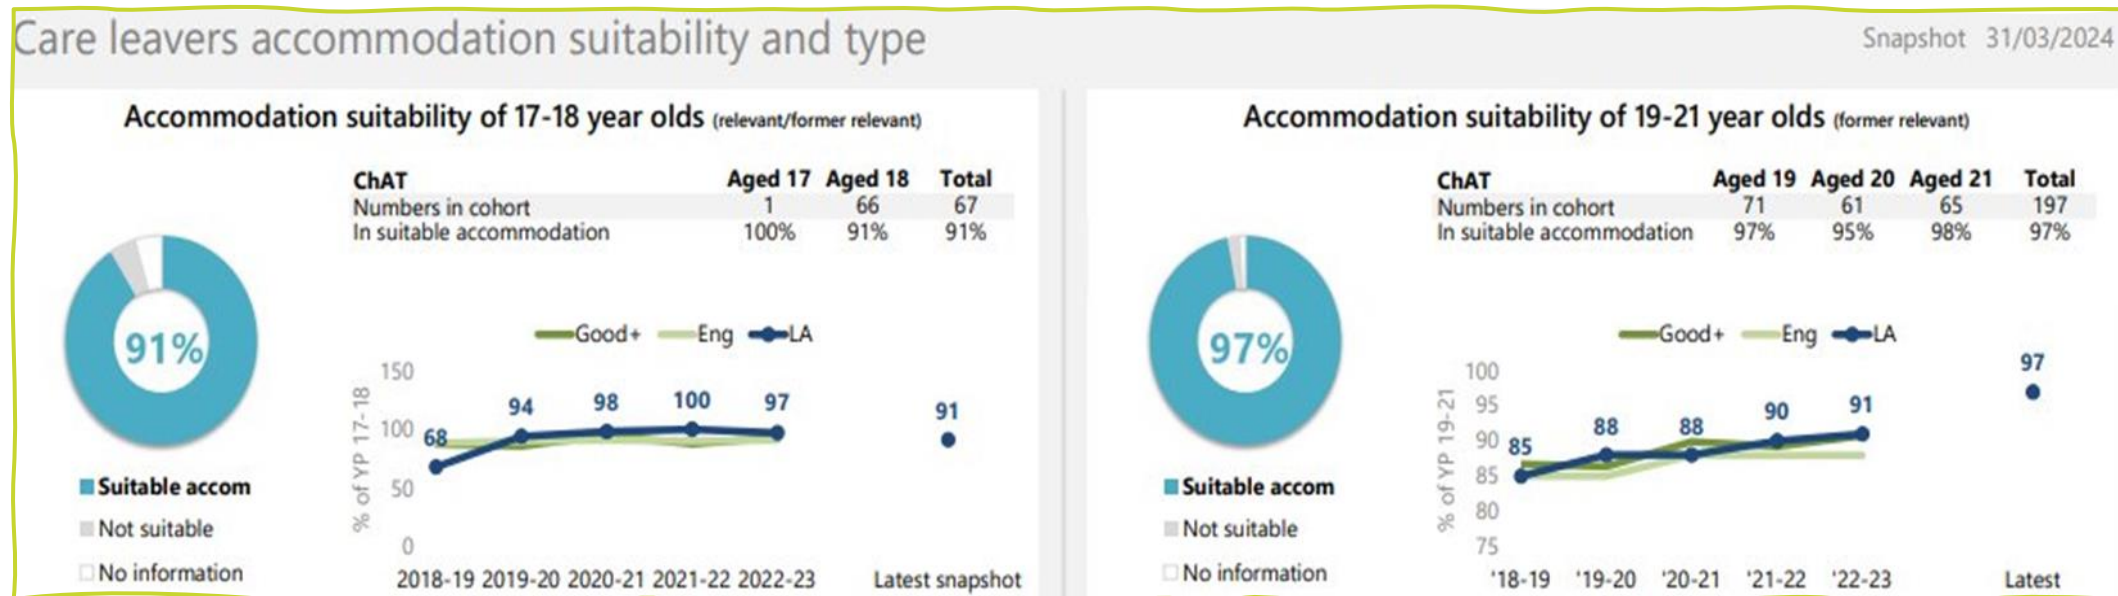 Care leavers accommodation suitability and type
Snapshot 31/03/2024
Accommodation suitability of 17-18 year olds (relevant/former relevant)
ChAT Aged 17 Aged 18 Total
Numbers in cohort 1 66 67
In suitable accommodation 100% 91% 91%
91%
Suitable accom
Not suitable
No information
Good+ Eng LA
% of YP 17-18
150
100
50
0
68 94 98 100 97 91
2018-19 2019-20 2020-21 2021-22 2022-23 Latest snapshot
Accommodation suitability of 19-21 year olds (former relevant)
ChAT Aged 19 Aged 20 Aged 21 Total
Numbers in cohort 71 61 65 197
In suitable accommodation 97% 95% 98% 97%
97%
Suitable accom
Not suitable
No information
Good+ Eng LA
% of YP 19-21
100
95
90
85
80
75
85 88 88 90 91 97
'18-19 '19-20 '20-21 '21-22 '22-23 Latest